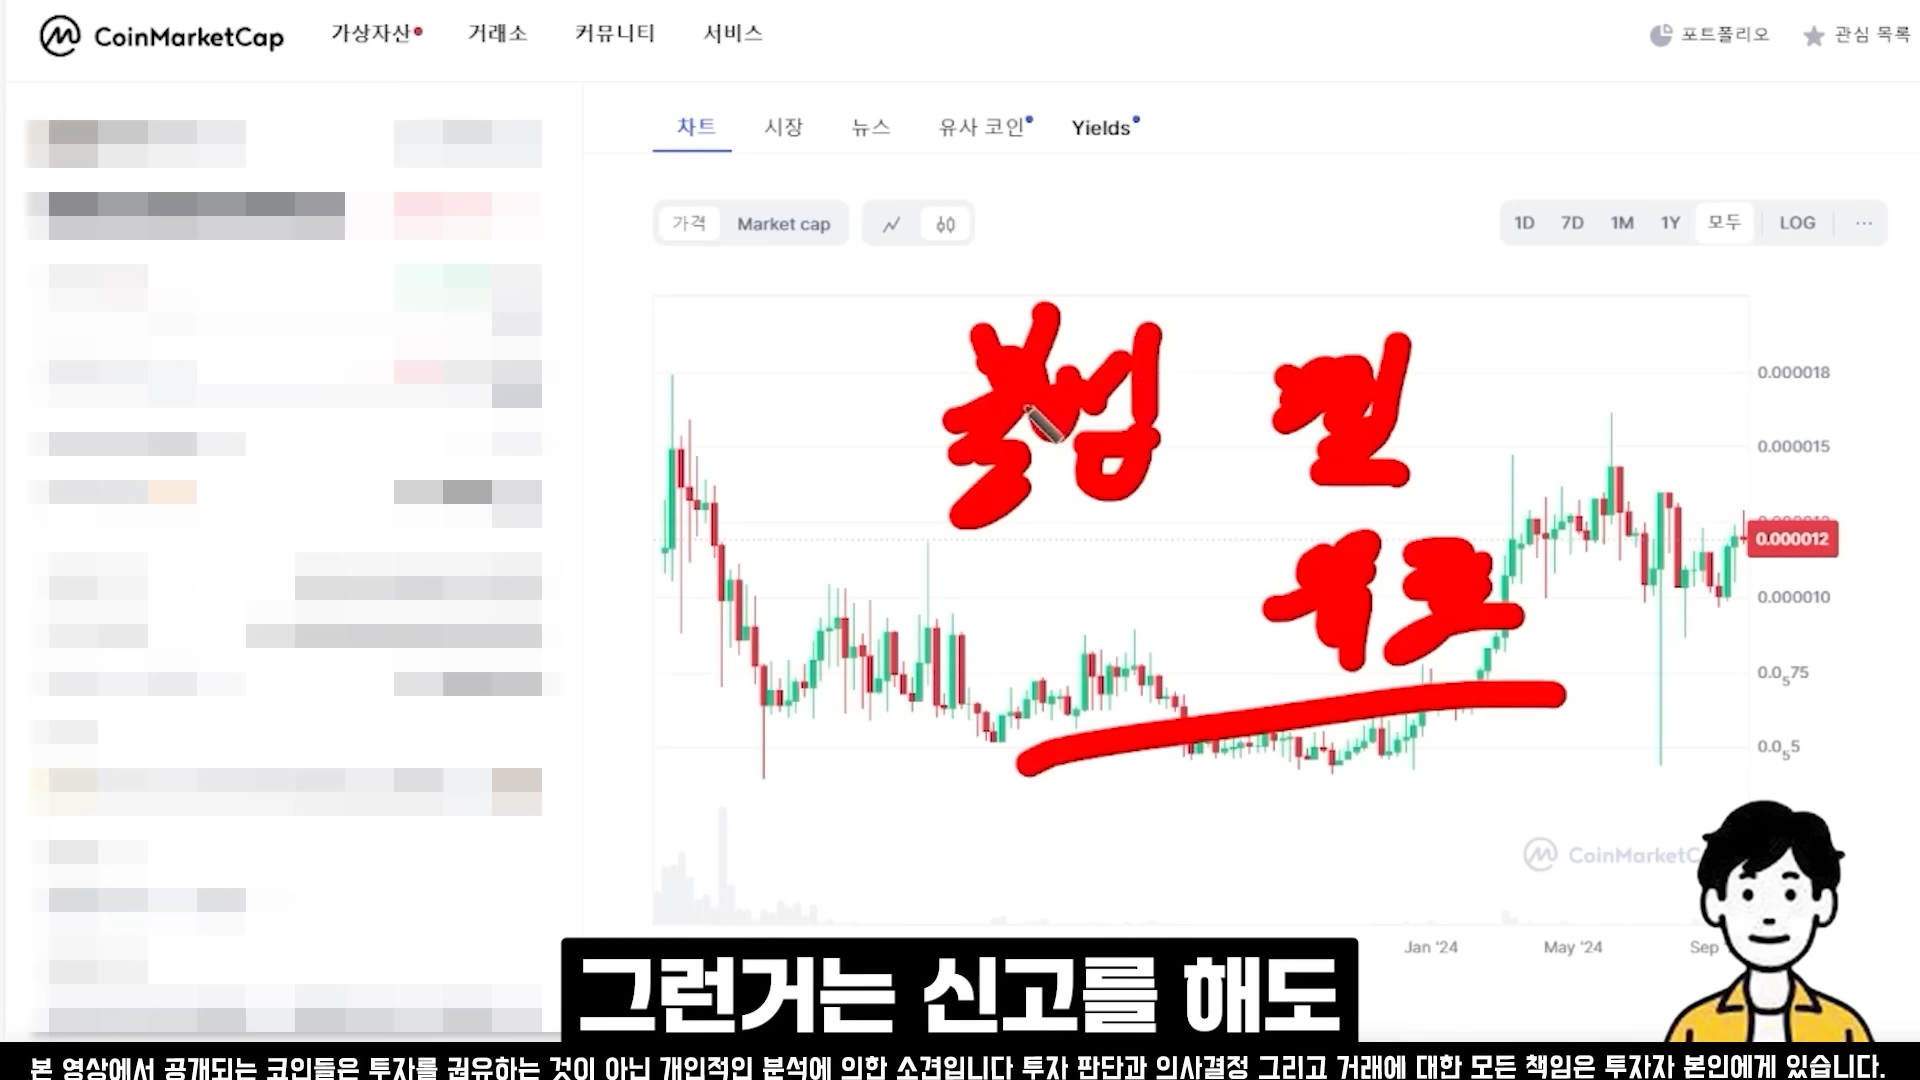 CoinMarketCap 가상자산 거래소 커뮤니티 서비스 포트폴리오 관심 목록
차트 시장 뉴스 유사 코인 Yields
가격 Market cap 1D 7D 1M 1Y 모두 LOG ...
불법
0.000018
0.000015
0.000012
0.000010
0.0₅75
0.0₅5
CoinMarketC
Jan '24 May '24 Sep
그런거는 신고를 해도
본 영상에서 공개되는 코인들은 투자를 권유하는 것이 아닌 개인적인 분석에 의한 소견입니다 투자 판단과 의사결정 그리고 거래에 대한 모든 책임은 투자자 본인에게 있습니다.